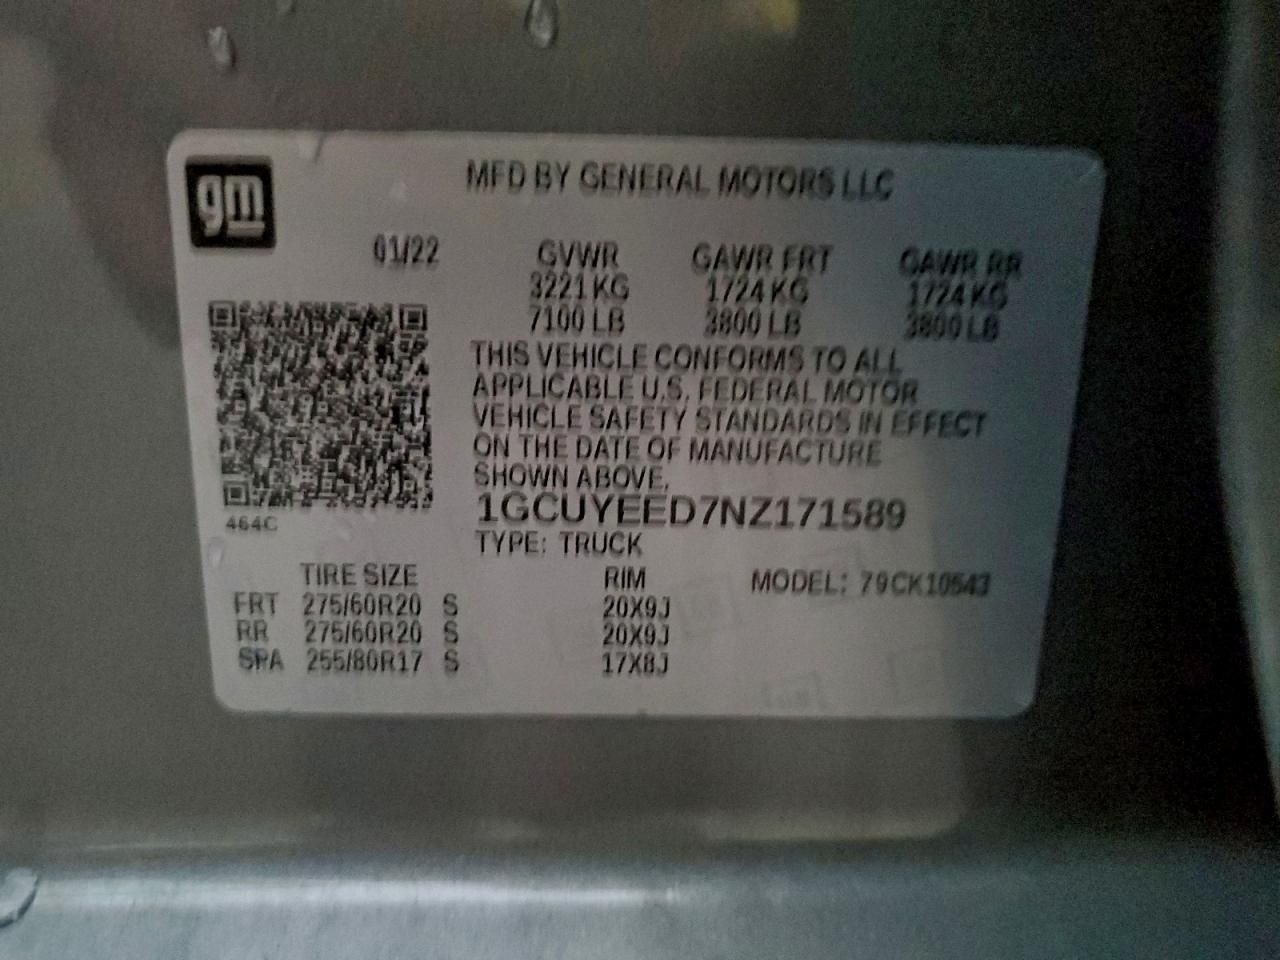 gm
MFD BY GENERAL MOTORS LLC
01/22 GVWR GAWR FRT GAWR RR
3221 KG 1724 KG 1724 KG
7100 LB 3800 LB 3800 LB
THIS VEHICLE CONFORMS TO ALL
APPLICABLE U.S. FEDERAL MOTOR
VEHICLE SAFETY STANDARDS IN EFFECT
ON THE DATE OF MANUFACTURE
SHOWN ABOVE.
1GCUYEED7NZ171589
464C
TYPE: TRUCK
TIRE SIZE RIM MODEL: 79CK10543
FRT 275/60R20 S 20X9J
RR 275/60R20 S 20X9J
SPA 255/80R17 S 17X8J